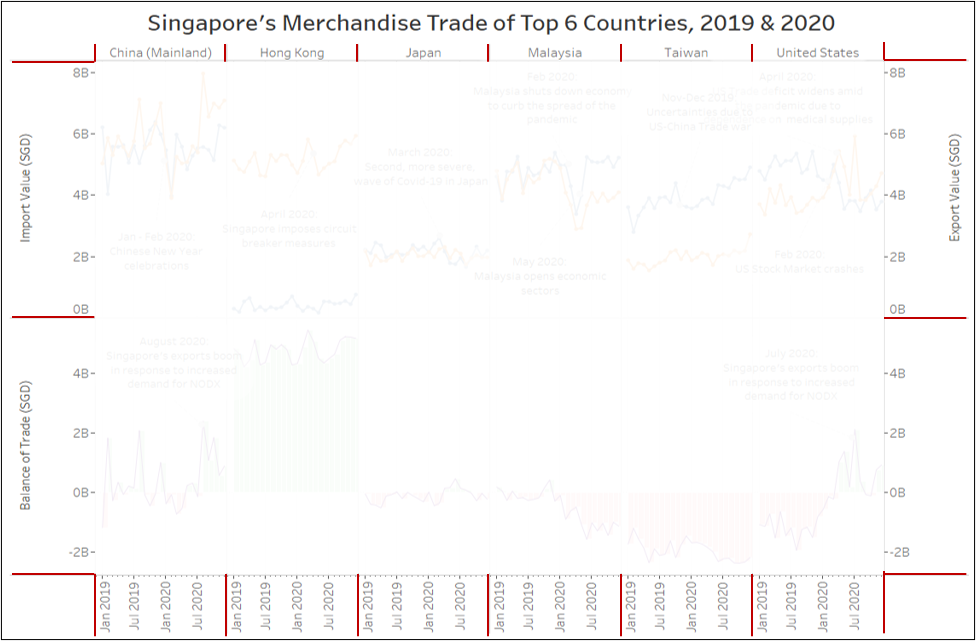 Singapore's Merchandise Trade of Top 6 Countries, 2019 & 2020
China (Mainland) Hong Kong Japan Malaysia Taiwan United States
8B 8B
6B 6B
4B 4B
2B 2B
0B 0B
Import Value (SGD)
Export Value (SGD)
Feb 2020:
Malaysia shuts down economy
to curb the spread of the
pandemic
Nov-Dec 2019:
Uncertainties due to
US-China Trade war
April 2020:
Trade deficit widens amid
the pandemic due to
medical supplies
March 2020:
Second, more severe,
wave of Covid-19 in Japan
April 2020:
Singapore imposes circuit
breaker measures
Jan - Feb 2020:
Chinese New Year
celebrations
May 2020:
Malaysia opens economic
sectors
Feb 2020:
US Stock Market crashes
Balance of Trade (SGD)
4B 4B
2B 2B
0B 0B
-2B -2B
August 2020:
Singapore's exports boom
in response to increased
demand for NODX
July 2020:
Singapore's exports boom
in response to increased
demand for NODX
Jan 2019 Jul 2019 Jan 2020 Jul 2020 Jan 2019 Jul 2019 Jan 2020 Jul 2020 Jan 2019 Jul 2019 Jan 2020 Jul 2020 Jan 2019 Jul 2019 Jan 2020 Jul 2020 Jan 2019 Jul 2019 Jan 2020 Jul 2020 Jan 2019 Jul 2019 Jan 2020 Jul 2020